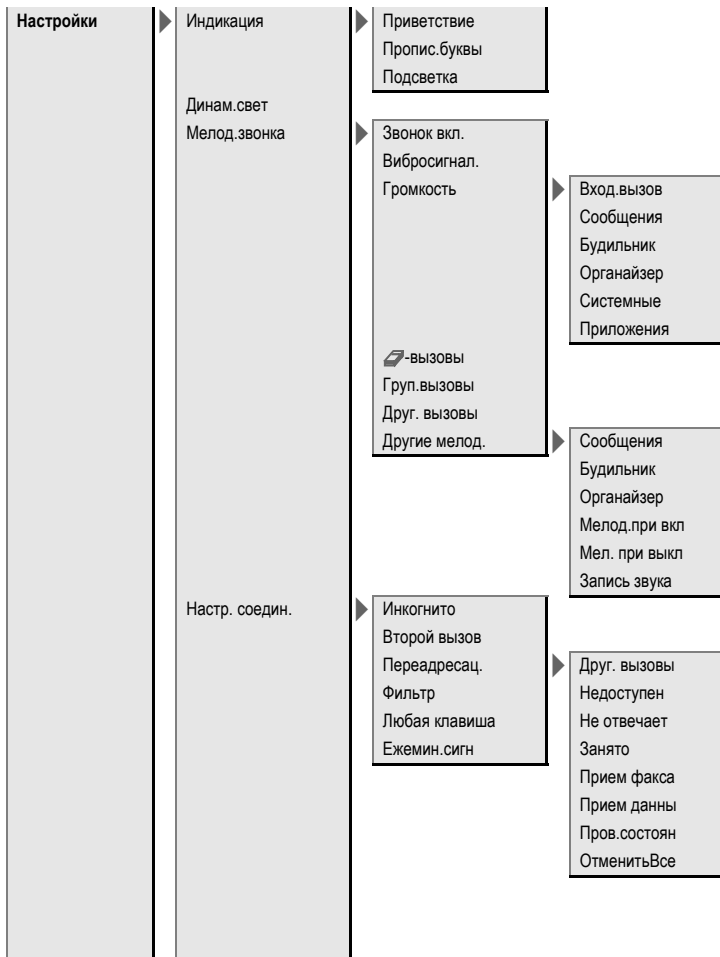 Настройки
Индикация
Приветствие
Пропис.буквы
Подсветка
Динам.свет
Мелод.звонка
Звонок вкл.
Вибросигнал.
Громкость
Вход.вызов
Сообщения
Будильник
Органайзер
Системные
Приложения
-вызовы
Груп.вызовы
Друг. вызовы
Другие мелод.
Сообщения
Будильник
Органайзер
Мелод.при вкл
Мел. при выкл
Запись звука
Настр. соедин.
Инкогнито
Второй вызов
Переадресац.
Фильтр
Любая клавиша
Ежемин.сигн
Друг. вызовы
Недоступен
Не отвечает
Занято
Прием факса
Прием данны
Пров.состоян
ОтменитьВсе